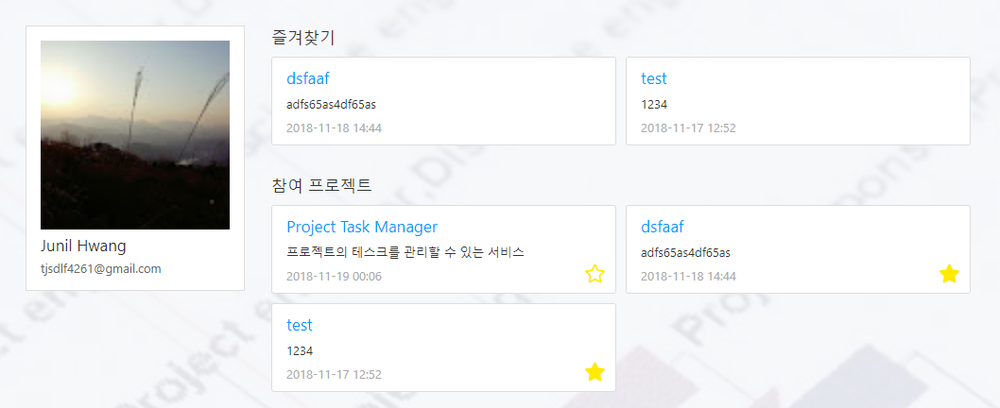 즐겨찾기
dsfaaf
adfs65as4df65as
2018-11-18 14:44
test
1234
2018-11-17 12:52
Junil Hwang
tjsdlf4261@gmail.com
참여 프로젝트
Project Task Manager
프로젝트의 테스크를 관리할 수 있는 서비스
2018-11-19 00:06
dsfaaf
adfs65as4df65as
2018-11-18 14:44
test
1234
2018-11-17 12:52